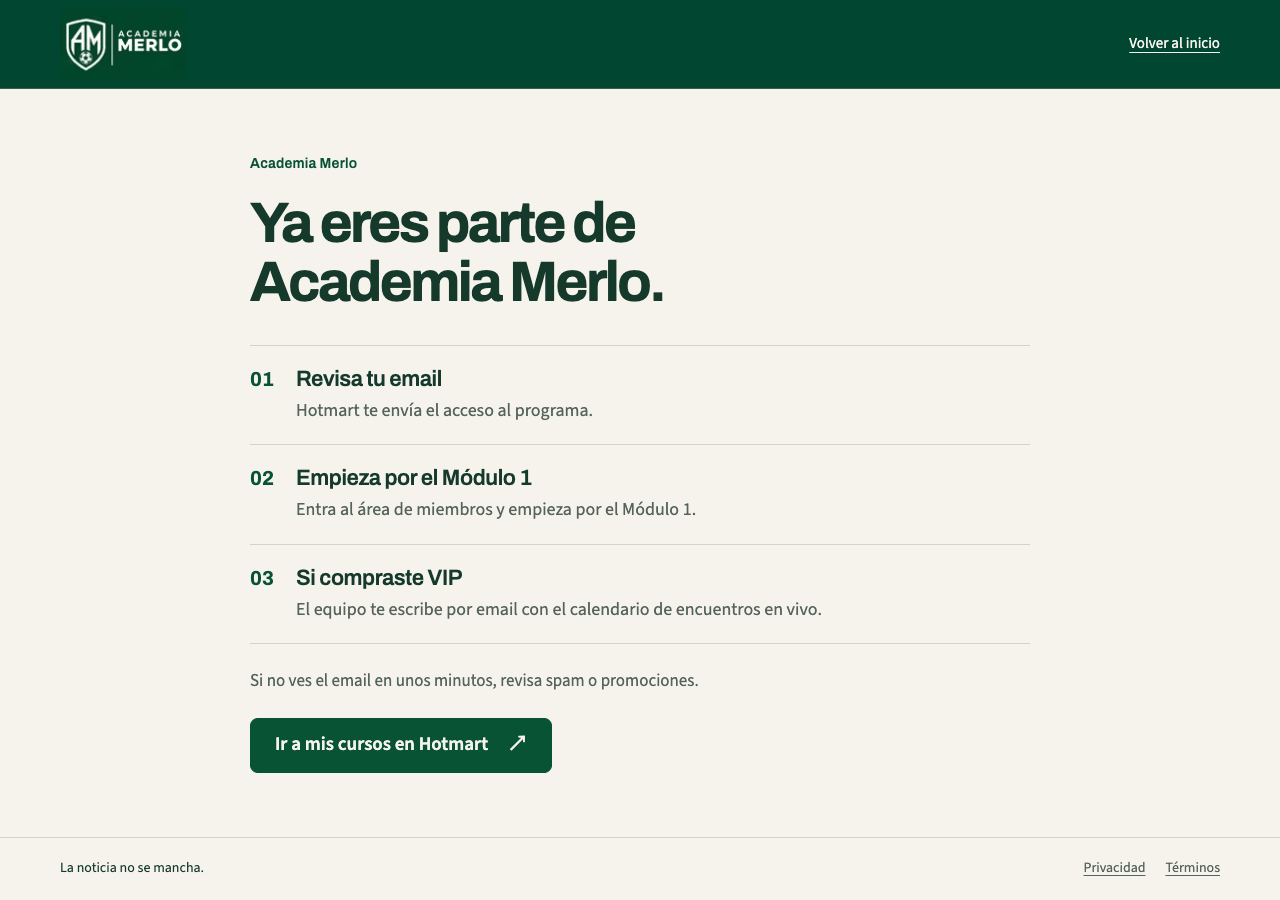 AM ACADEMIA
MERLO
Volver al inicio
Academia Merlo
Ya eres parte de
Academia Merlo.
01 Revisa tu email
Hotmart te envía el acceso al programa.
02 Empieza por el Módulo 1
Entra al área de miembros y empieza por el Módulo 1.
03 Si compraste VIP
El equipo te escribe por email con el calendario de encuentros en vivo.
Si no ves el email en unos minutos, revisa spam o promociones.
Ir a mis cursos en Hotmart ↗
La noticia no se mancha.
Privacidad Términos